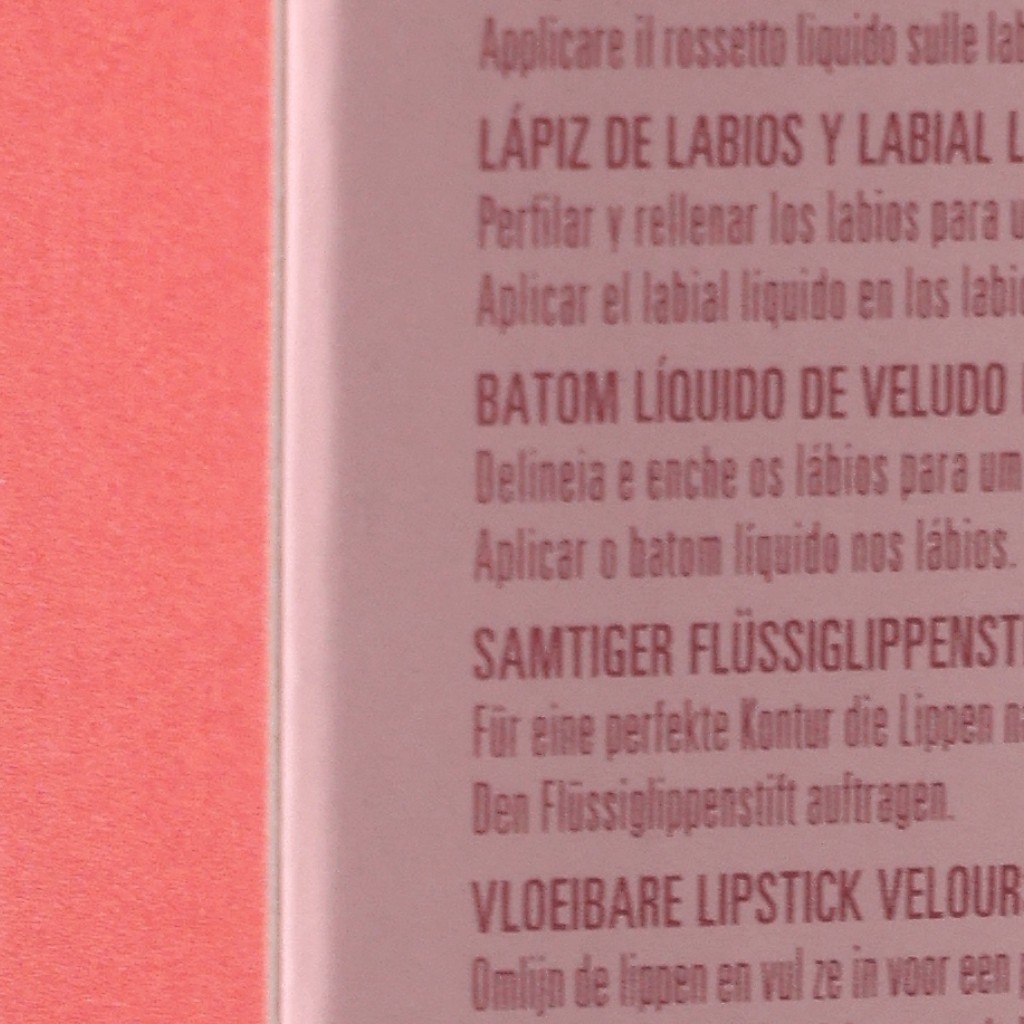 Applicare il rossetto liquido sulle
LÁPIZ DE LABIOS Y LABIAL
Perfilar y rellenar los labios para
Aplicar el labial líquido en los
BATOM LÍQUIDO DE VELUDO
Delineia e enche os lábios para um
Aplicar o batom líquido nos lábios.
SAMTIGER FLÜSSIGLIPPENST
Für eine perfekte Kontur die Lippen
Den Flüssiglippenstift auftragen.
VLOEIBARE LIPSTICK VELOUR
Omlijn de lippen en vul ze in voor een